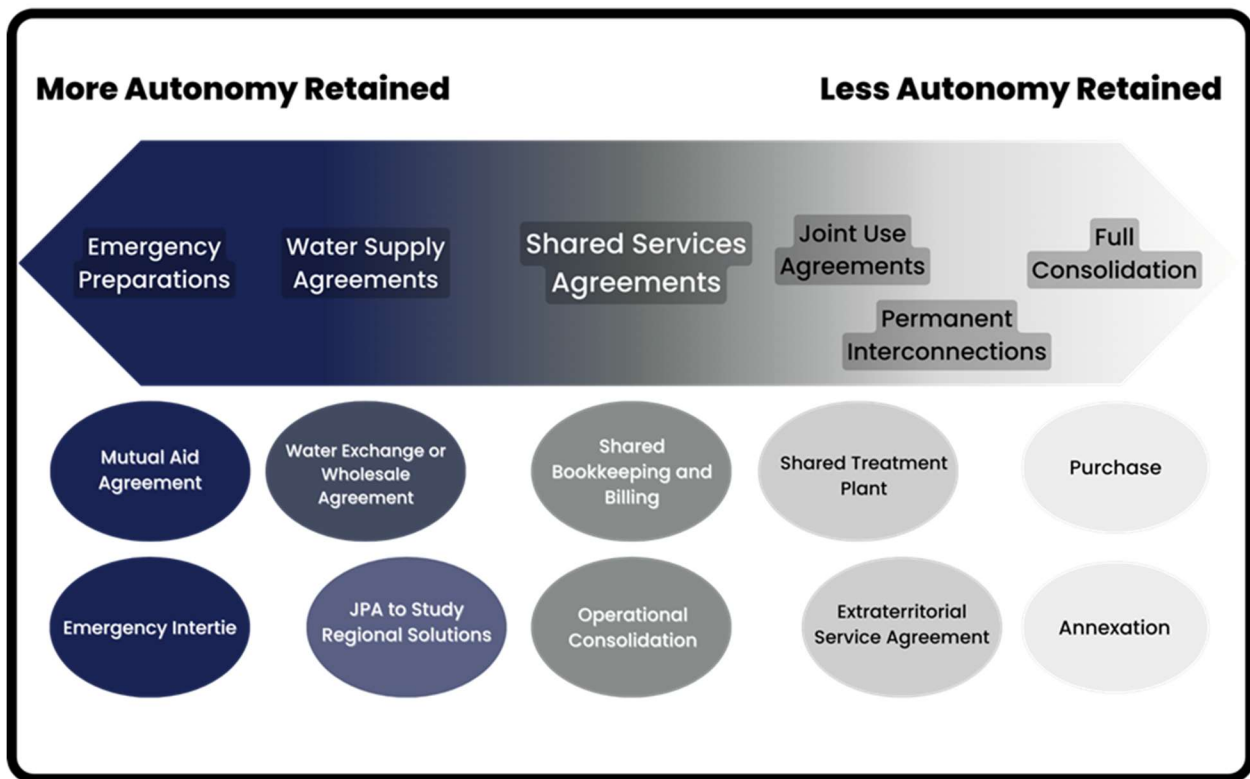 More Autonomy Retained
Less Autonomy Retained
Emergency
Preparations
Water Supply
Agreements
Shared Services
Agreements
Joint Use
Agreements
Permanent
Interconnections
Full
Consolidation
Mutual Aid
Agreement
Water Exchange or
Wholesale
Agreement
Shared
Bookkeeping and
Billing
Shared Treatment
Plant
Purchase
Emergency Intertie
JPA to Study
Regional Solutions
Operational
Consolidation
Extraterritorial
Service Agreement
Annexation